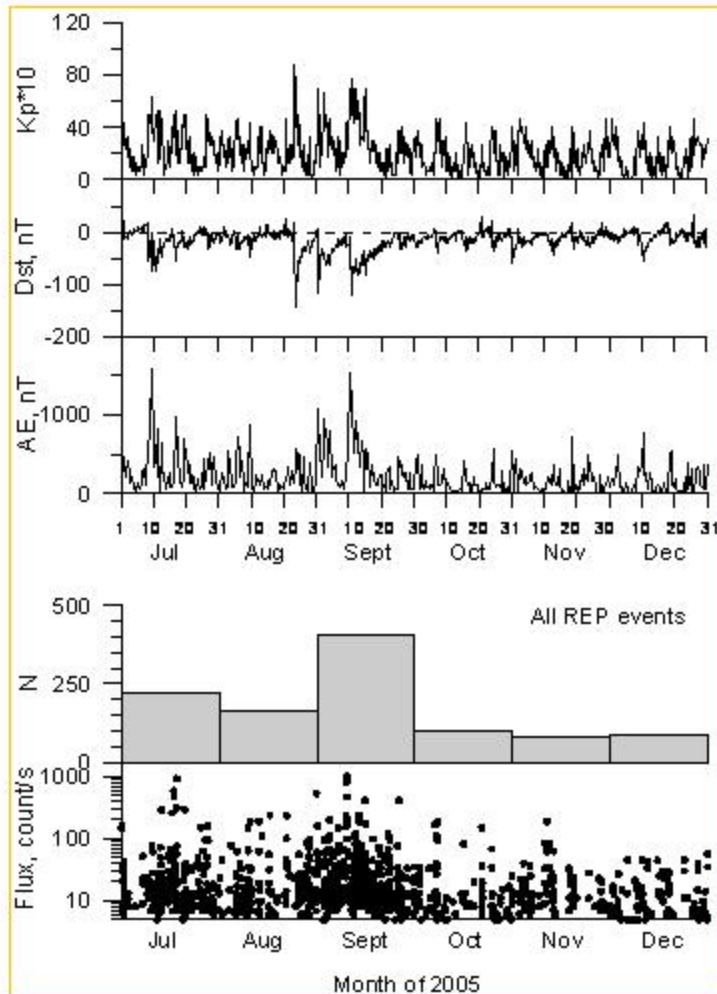 120
80
40
0
Kp*10
0
-100
-200
Dst, nT
1000
0
AE, nT
1 10 20 31 10 20 31 10 20 30 10 20 31 10 20 30 10 20 31
Jul Aug Sept Oct Nov Dec
500
250
0
N
All REP events
1000
100
10
Flux, count/s
Jul Aug Sept Oct Nov Dec
Month of 2005